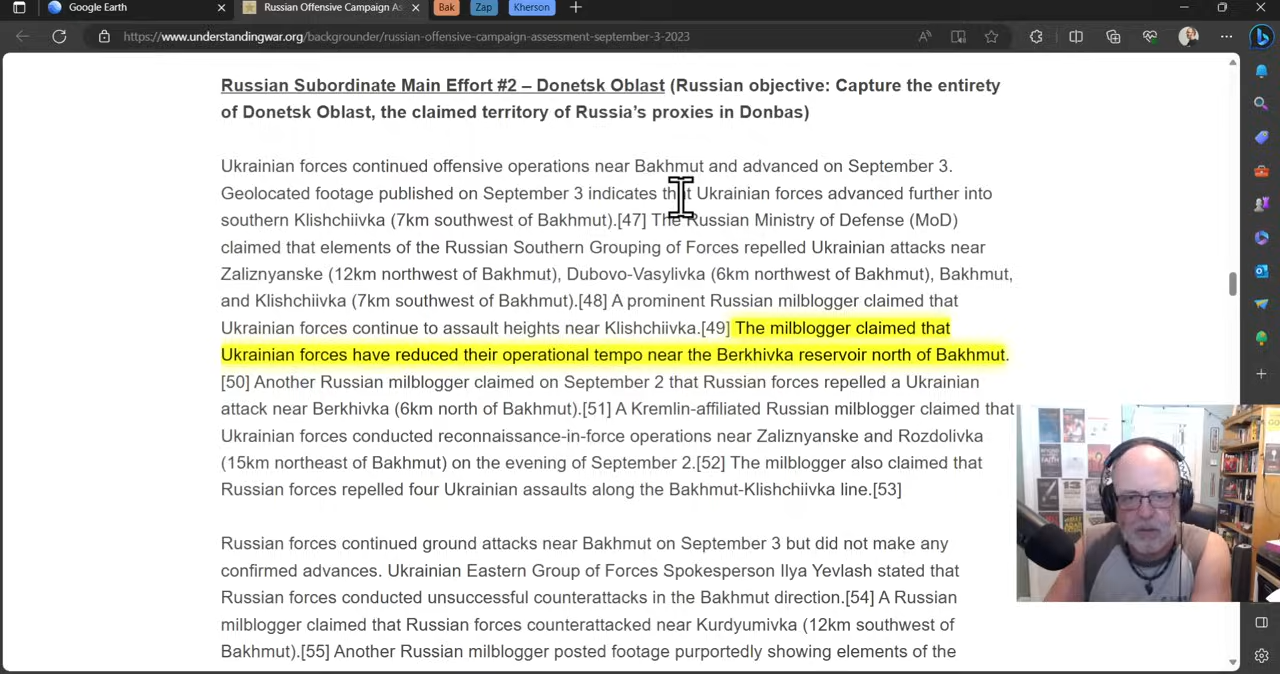 Google Earth
Russian Offensive Campaign As
Bak
Zap
Kherson
https://www.understandingwar.org/backgrounder/russian-offensive-campaign-assessment-september-3-2023
Russian Subordinate Main Effort #2 – Donetsk Oblast (Russian objective: Capture the entirety
of Donetsk Oblast, the claimed territory of Russia’s proxies in Donbas)
Ukrainian forces continued offensive operations near Bakhmut and advanced on September 3.
Geolocated footage published on September 3 indicates that Ukrainian forces advanced further into
southern Klishchiivka (7km southwest of Bakhmut).[47] The Russian Ministry of Defense (MoD)
claimed that elements of the Russian Southern Grouping of Forces repelled Ukrainian attacks near
Zaliznyanske (12km northwest of Bakhmut), Dubovo-Vasylivka (6km northwest of Bakhmut), Bakhmut,
and Klishchiivka (7km southwest of Bakhmut).[48] A prominent Russian milblogger claimed that
Ukrainian forces continue to assault heights near Klishchiivka.[49] The milblogger claimed that
Ukrainian forces have reduced their operational tempo near the Berkhivka reservoir north of Bakhmut.
[50] Another Russian milblogger claimed on September 2 that Russian forces repelled a Ukrainian
attack near Berkhivka (6km north of Bakhmut).[51] A Kremlin-affiliated Russian milblogger claimed that
Ukrainian forces conducted reconnaissance-in-force operations near Zaliznyanske and Rozdolivka
(15km northeast of Bakhmut) on the evening of September 2.[52] The milblogger also claimed that
Russian forces repelled four Ukrainian assaults along the Bakhmut-Klishchiivka line.[53]
Russian forces continued ground attacks near Bakhmut on September 3 but did not make any
confirmed advances. Ukrainian Eastern Group of Forces Spokesperson Ilya Yevlash stated that
Russian forces conducted unsuccessful counterattacks in the Bakhmut direction.[54] A Russian
milblogger claimed that Russian forces counterattacked near Kurdyumivka (12km southwest of
Bakhmut).[55] Another Russian milblogger posted footage purportedly showing elements of the